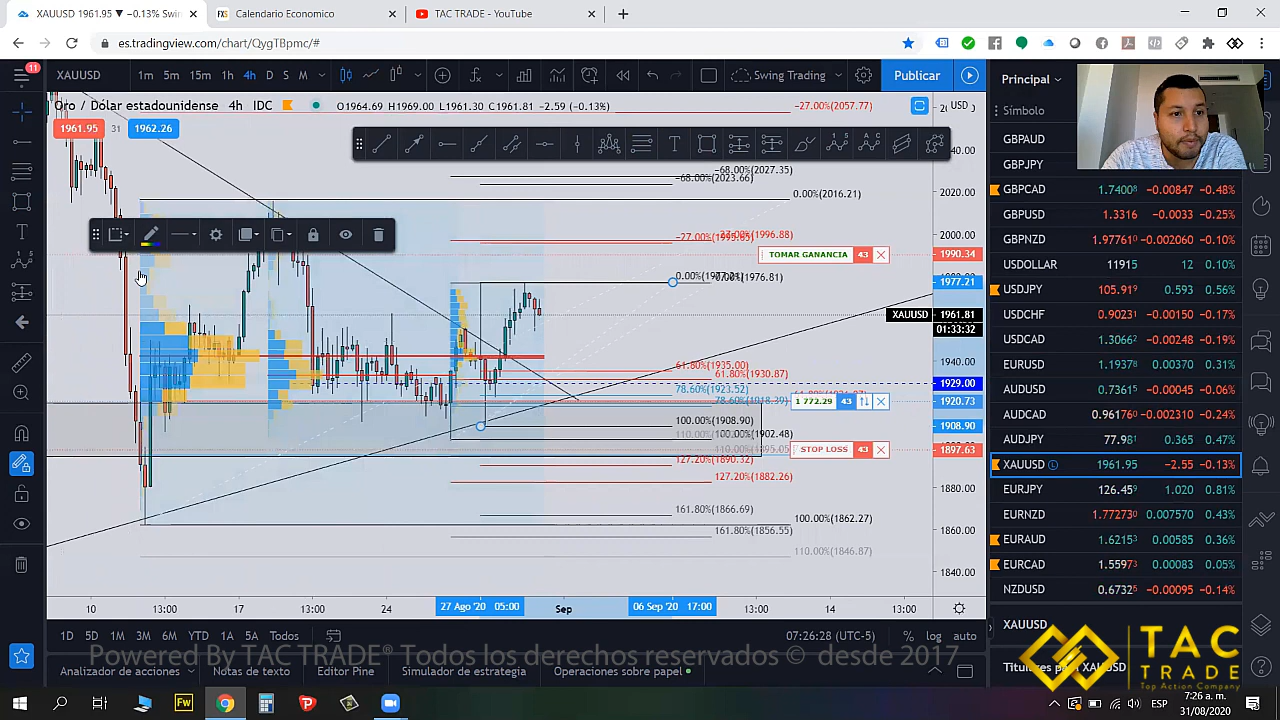 XAUUSD 1961.95 ▼ −0.13% Swin
Calendario Economico
TAC TRADE - YouTube
es.tradingview.com/chart/QygTBpmc/#
11
XAUUSD
1m 5m 15m 1h 4h D S M
Swing Trading
Publicar
Principal
Oro / Dólar estadounidense 4h IDC O1964.69 H1969.00 L1961.30 C1961.81 −2.59 (−0.13%)
1961.95 31 1962.26
−27.00%(2057.77)
USD
2040.00
2020.00
2000.00
1990.34
1977.21
XAUUSD 1961.81
01:33:32
1940.00
1929.00
1920.73
1908.90
1897.63
1880.00
1860.00
1840.00
−68.00%(2027.35)
−68.00%(2023.66)
0.00%(2016.21)
TOMAR GANANCIA 43
61.80%(1935.00)
61.80%(1930.87)
78.60%(1923.52)
78.60%(1918.39)
1 772.29 43
100.00%(1908.90)
100.00%(1902.48)
STOP LOSS 43
127.20%(1890.32)
127.20%(1882.26)
161.80%(1866.69)
100.00%(1862.27)
161.80%(1856.55)
110.00%(1846.87)
10 13:00 17 13:00 24 27 Ago '20 05:00 Sep 06 Sep '20 17:00 13:00 14 09:00
1D 5D 1M 3M 6M YTD 1A 5A Todos
07:26:28 (UTC-5) % log auto
Powered By TAC TRADE® Todos los derechos reservados © desde 2017
Analizador de acciones Notas de texto Editor Pine Simulador de estrategia Operaciones sobre papel
Símbolo
GBPAUD
GBPJPY
GBPCAD 1.7400⁸ −0.00847 −0.48%
GBPUSD 1.3316 −0.0033 −0.25%
GBPNZD 1.97761⁰ −0.002060 −0.10%
USDOLLAR 11915 12 0.10%
USDJPY 105.91⁹ 0.593 0.56%
USDCHF 0.9023¹ −0.00150 −0.17%
USDCAD 1.3066² −0.00248 −0.19%
EURUSD 1.1937⁸ 0.00370 0.31%
AUDUSD 0.7361⁵ −0.00045 −0.06%
AUDCAD 0.96176⁰ −0.002310 −0.24%
AUDJPY 77.98¹ 0.365 0.47%
XAUUSD 1961.95 −2.55 −0.13%
EURJPY 126.45⁹ 1.020 0.81%
EURNZD 1.77273⁰ 0.007570 0.43%
EURAUD 1.6215³ 0.00585 0.36%
EURCAD 1.5597³ 0.00083 0.05%
NZDUSD 0.6732⁵ −0.00095 −0.14%
XAUUSD
TAC TRADE
Top Action Company
Fw
ESP
7:26 a. m.
31/08/2020